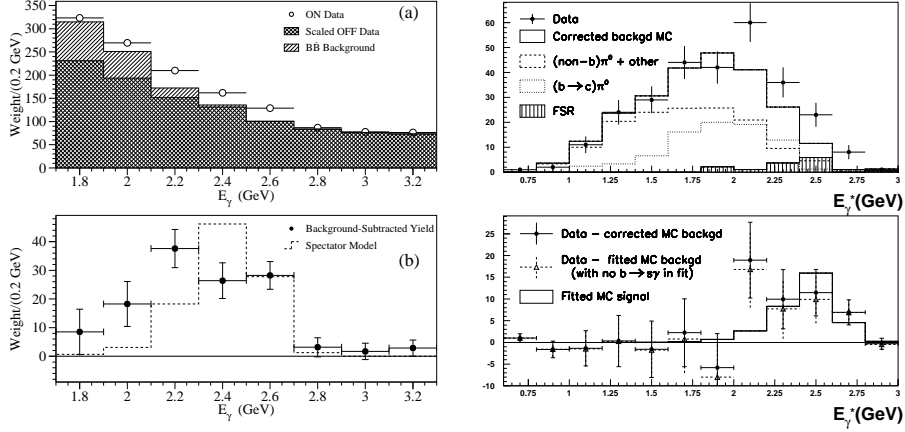 (a)
ON Data
Scaled OFF Data
BB̄ Background
Weight/(0.2 GeV)
350
300
250
200
150
100
50
0
1.8 2 2.2 2.4 2.6 2.8 3 3.2
E_γ (GeV)
Background-Subtracted Yield
Spectator Model
(b)
Weight/(0.2 GeV)
40
30
20
10
0
1.8 2 2.2 2.4 2.6 2.8 3 3.2
E_γ (GeV)
Data
Corrected backgd MC
(non-b)π° + other
(b→c)π°
FSR
60
50
40
30
20
10
0
0.75 1 1.25 1.5 1.75 2 2.25 2.5 2.75 3
E_γ*(GeV)
Data – corrected MC backgd
Data – fitted MC backgd
(with no b→sγ in fit)
Fitted MC signal
25
20
15
10
5
0
-5
-10
0.75 1 1.25 1.5 1.75 2 2.25 2.5 2.75 3
E_γ*(GeV)